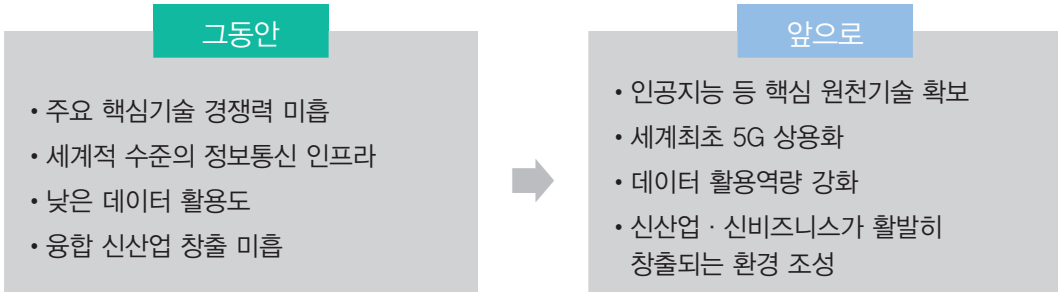 그동안
• 주요 핵심기술 경쟁력 미흡
• 세계적 수준의 정보통신 인프라
• 낮은 데이터 활용도
• 융합 신산업 창출 미흡
앞으로
• 인공지능 등 핵심 원천기술 확보
• 세계최초 5G 상용화
• 데이터 활용역량 강화
• 신산업 · 신비즈니스가 활발히
창출되는 환경 조성